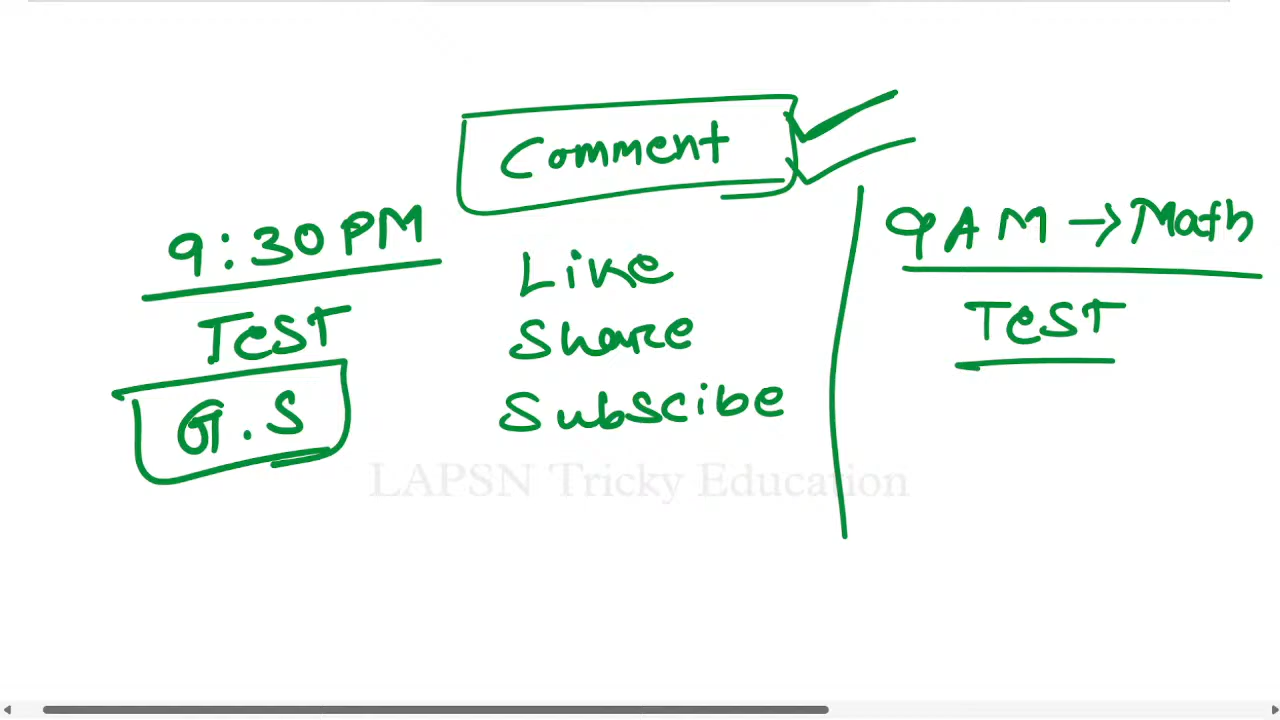 Comment
9:30 PM
TEST
G.S
Like
Share
Subscibe
9 AM → Math
TEST
LAPSN Tricky Education